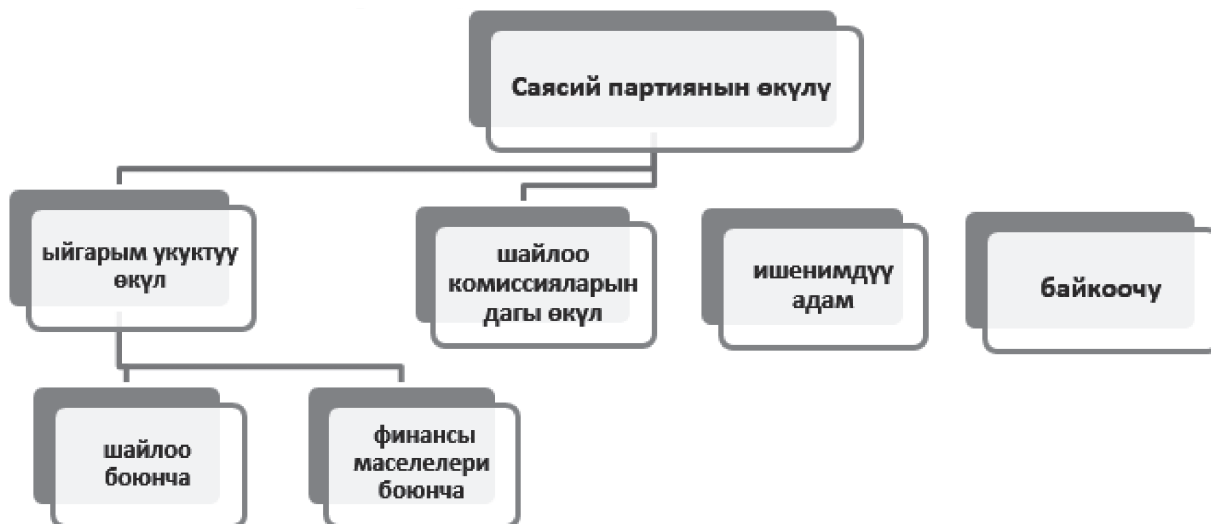 Саясий партиянын өкүлү
ыйгарым укуктуу
өкүл
шайлоо
комиссияларын
дагы өкүл
ишенимдүү
адам
байкоочу
шайлоо
боюнча
финансы
маселелери
боюнча